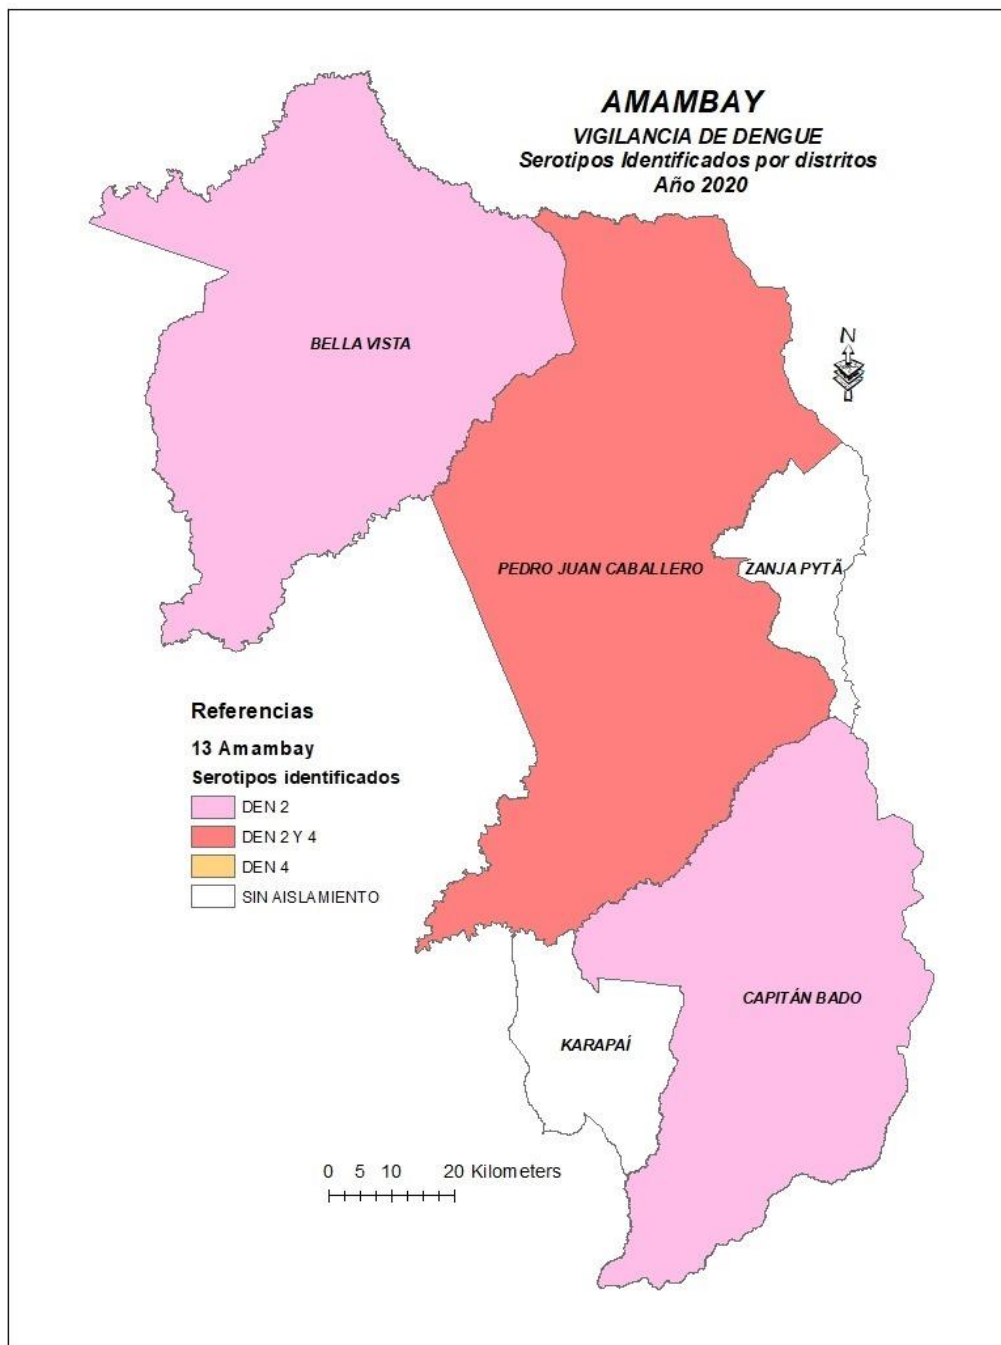 AMAMBAY
VIGILANCIA DE DENGUE
Serotipos Identificados por distritos
Año 2020
N
BELLA VISTA
PEDRO JUAN CABALLERO
ZANJA PYTÃ
Referencias
13 Amambay
Serotipos identificados
DEN 2
DEN 2 Y 4
DEN 4
SIN AISLAMIENTO
CAPITÁN BADO
KARAPAÍ
0 5 10 20 Kilometers